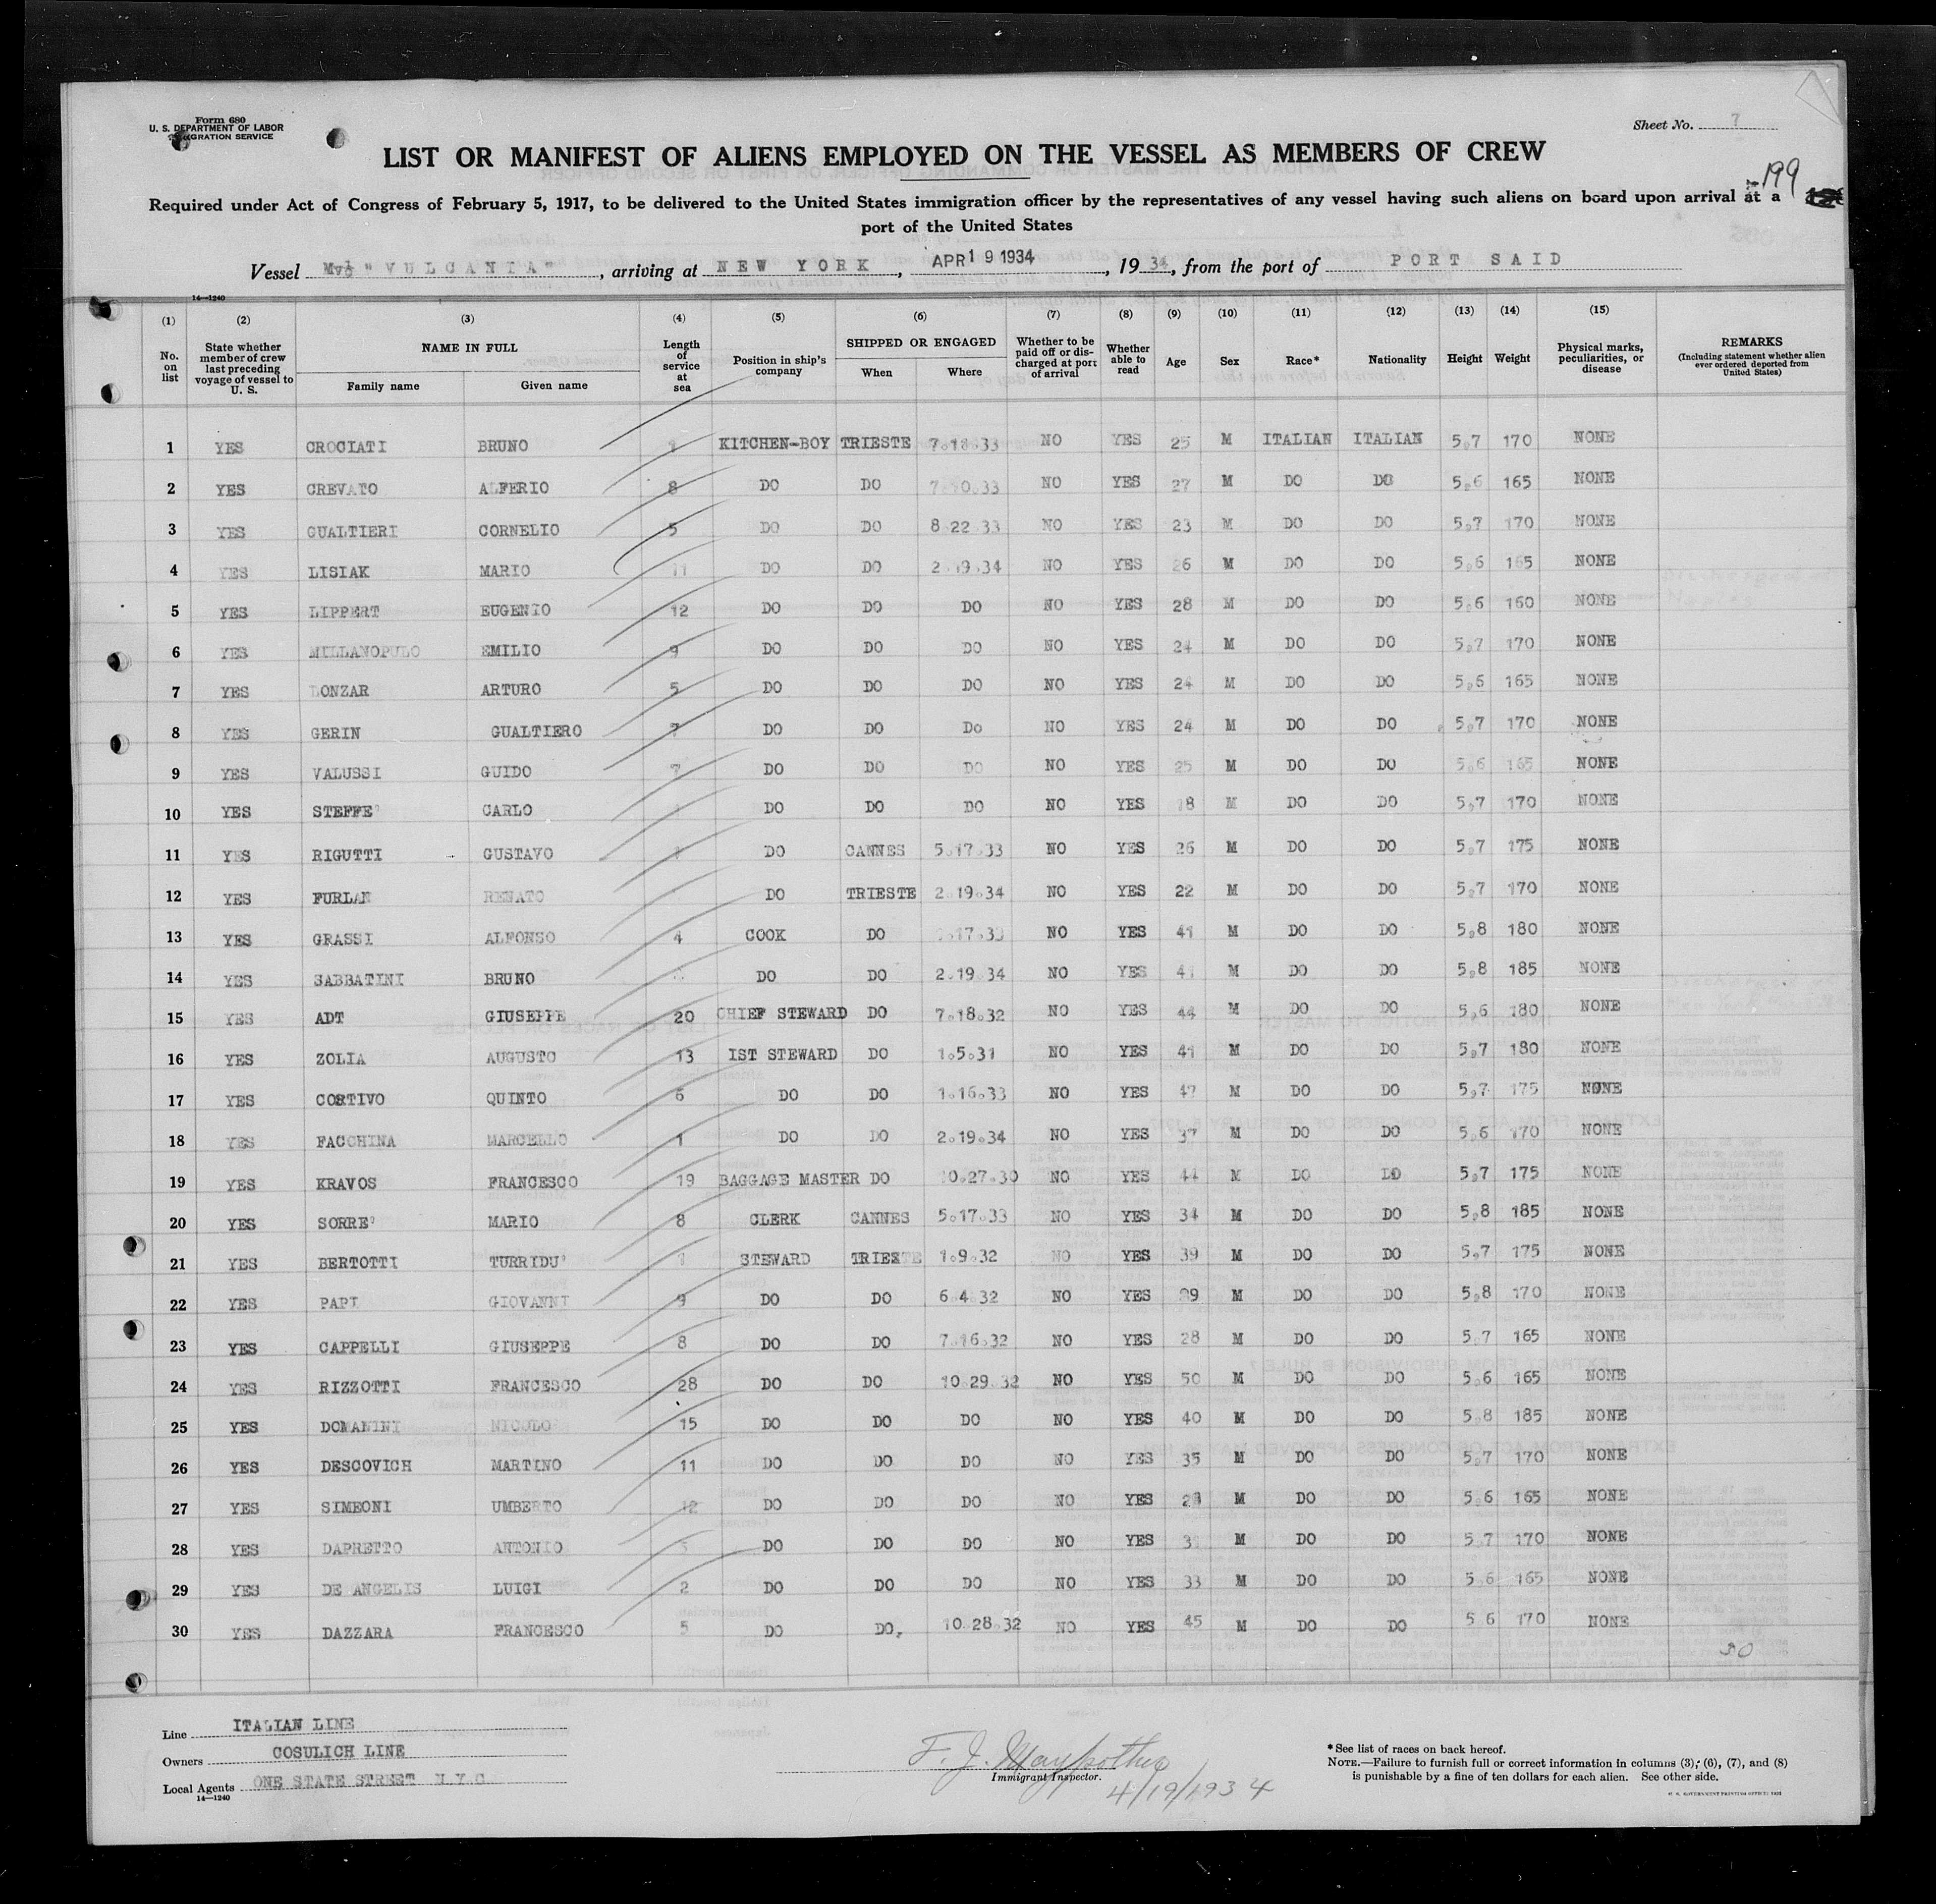 Form 680
U. S. DEPARTMENT OF LABOR
IMMIGRATION SERVICE
Sheet No. 7
LIST OR MANIFEST OF ALIENS EMPLOYED ON THE VESSEL AS MEMBERS OF CREW
199
Required under Act of Congress of February 5, 1917, to be delivered to the United States immigration officer by the representatives of any vessel having such aliens on board upon arrival at a
port of the United States
Vessel "VULCANIA", arriving at NEW YORK, APR 19 1934, 1934, from the port of PORT SAID
14—1240
(1) (2) (3) (4) (5) (6) (7) (8) (9) (10) (11) (12) (13) (14) (15)
No. on list State whether member of crew last preceding voyage of vessel to U. S. NAME IN FULL Family name Given name Length of service at sea Position in ship's company SHIPPED OR ENGAGED When Where Whether to be paid off or discharged at port of arrival Whether able to read Age Sex Race* Nationality Height Weight Physical marks, peculiarities, or disease REMARKS (Including statement whether alien ever ordered deported from United States)
1 YES CROCIATI BRUNO KITCHEN-BOY TRIESTE 7.18.33 NO YES 25 M ITALIAN ITALIAN 5.7 170 NONE
2 YES CREVATO ALFERIO 8 DO DO NO YES 27 M DO DO 5.6 165 NONE
3 YES GUALTIERI CORNELIO 5 DO DO 8.22.33 NO YES 23 M DO DO 5.7 170 NONE
4 YES LISIAK MARIO 11 DO DO 2.19.34 NO YES 26 M DO DO 5.6 165 NONE
5 YES LIPPERT EUGENIO 12 DO DO DO NO YES 28 M DO DO 5.6 160 NONE
6 YES MILLANOPULO EMILIO 9 DO DO DO NO YES 24 M DO DO 5.7 170 NONE
7 YES LONZAR ARTURO 5 DO DO DO NO YES 24 M DO DO 5.6 165 NONE
8 YES GERIN GUALTIERO 7 DO DO Do NO YES 24 M DO DO 5.7 170 NONE
9 YES VALUSSI GUIDO 7 DO DO DO NO YES 25 M DO DO 5.6 165 NONE
10 YES STEFFE' CARLO DO DO DO NO YES 18 M DO DO 5.7 170 NONE
11 YES RIGUTTI GUSTAVO DO CANNES 5.17.33 NO YES 26 M DO DO 5.7 175 NONE
12 YES FURLAN RENATO DO TRIESTE 2.19.34 NO YES 22 M DO DO 5.7 170 NONE
13 YES GRASSI ALFONSO 4 COOK DO NO YES 41 M DO DO 5.8 180 NONE
14 YES SABBATINI BRUNO DO DO 2.19.34 NO YES 41 M DO DO 5.8 185 NONE
15 YES ADT GIUSEPPE 20 CHIEF STEWARD DO 7.18.32 NO YES 44 M DO DO 5.6 180 NONE
16 YES ZOLIA AUGUSTO 13 IST STEWARD DO 1.5.31 NO YES 41 M DO DO 5.7 180 NONE
17 YES COSTIVO QUINTO 6 DO DO 1.16.33 NO YES 47 M DO DO 5.7 175 NONE
18 YES FACCHINA MARCELLO 1 DO DO 2.19.34 NO YES 37 M DO DO 5.6 170 NONE
19 YES KRAVOS FRANCESCO 19 BAGGAGE MASTER DO 10.27.30 NO YES 44 M DO DO 5.7 175 NONE
20 YES SORRE' MARIO 8 CLERK CANNES 5.17.33 NO YES 34 M DO DO 5.8 185 NONE
21 YES BERTOTTI TURRIDU' STEWARD TRIESTE 1.9.32 NO YES 39 M DO DO 5.7 175 NONE
22 YES PAPI GIOVANNI 9 DO DO 6.4.32 NO YES M DO DO 5.8 170 NONE
23 YES CAPPELLI GIUSEPPE 8 DO DO 7.16.32 NO YES 28 M DO DO 5.7 165 NONE
24 YES RIZZOTTI FRANCESCO 28 DO DO 10.29.32 NO YES 50 M DO DO 5.6 165 NONE
25 YES DOMANINI NICOLO 15 DO DO DO NO YES 40 M DO DO 5.8 185 NONE
26 YES DESCOVICH MARTINO 11 DO DO DO NO YES 35 M DO DO 5.7 170 NONE
27 YES SIMEONI UMBERTO 12 DO DO DO NO YES M DO DO 5.6 165 NONE
28 YES DAPRETTO ANTONIO DO DO DO NO YES M DO DO 5.7 170 NONE
29 YES DE ANGELIS LUIGI 2 DO DO DO NO YES 33 M DO DO 5.6 165 NONE
30 YES DAZZARA FRANCESCO 5 DO DO, 10.28.32 NO YES 45 M DO DO 5.6 170 NONE
30
Line ITALIAN LINE
Owners COSULICH LINE
Local Agents ONE STATE STREET N.Y.C.
14—1240
F. J.
Immigrant Inspector.
4/19/1934
* See list of races on back hereof.
NOTE.—Failure to furnish full or correct information in columns (3), (6), (7), and (8)
is punishable by a fine of ten dollars for each alien. See other side.